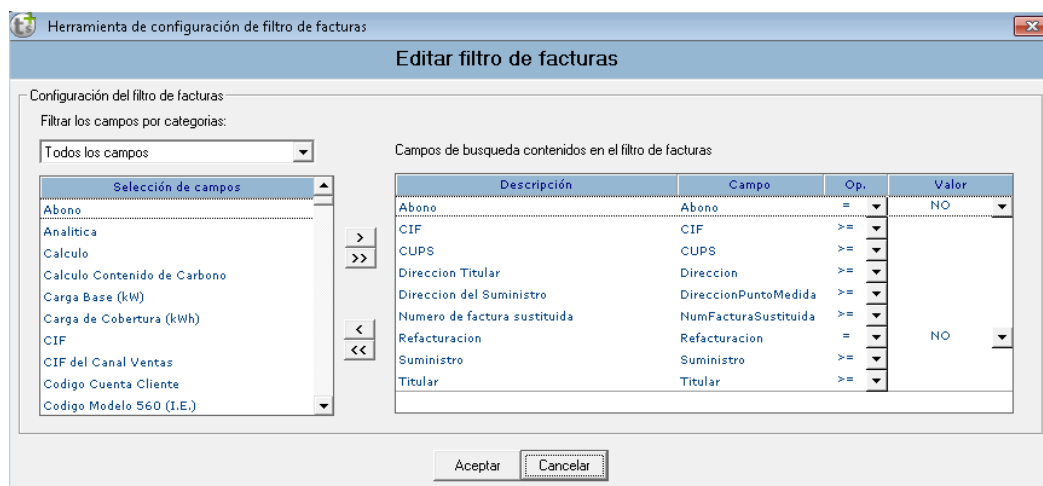 Herramienta de configuración de filtro de facturas
Editar filtro de facturas
Configuración del filtro de facturas
Filtrar los campos por categorias:
Todos los campos
Campos de busqueda contenidos en el filtro de facturas
Selección de campos
Abono
Analitica
Calculo
Calculo Contenido de Carbono
Carga Base (kW)
Carga de Cobertura (kWh)
CIF
CIF del Canal Ventas
Codigo Cuenta Cliente
Codigo Modelo 560 (I.E.)
>
>>
<
<<
Descripción Campo Op. Valor
Abono Abono = NO
CIF CIF >=
CUPS CUPS >=
Direccion Titular Direccion >=
Direccion del Suministro DireccionPuntoMedida >=
Numero de factura sustituida NumFacturaSustituida >=
Refacturacion Refacturacion = NO
Suministro Suministro >=
Titular Titular >=
Aceptar Cancelar